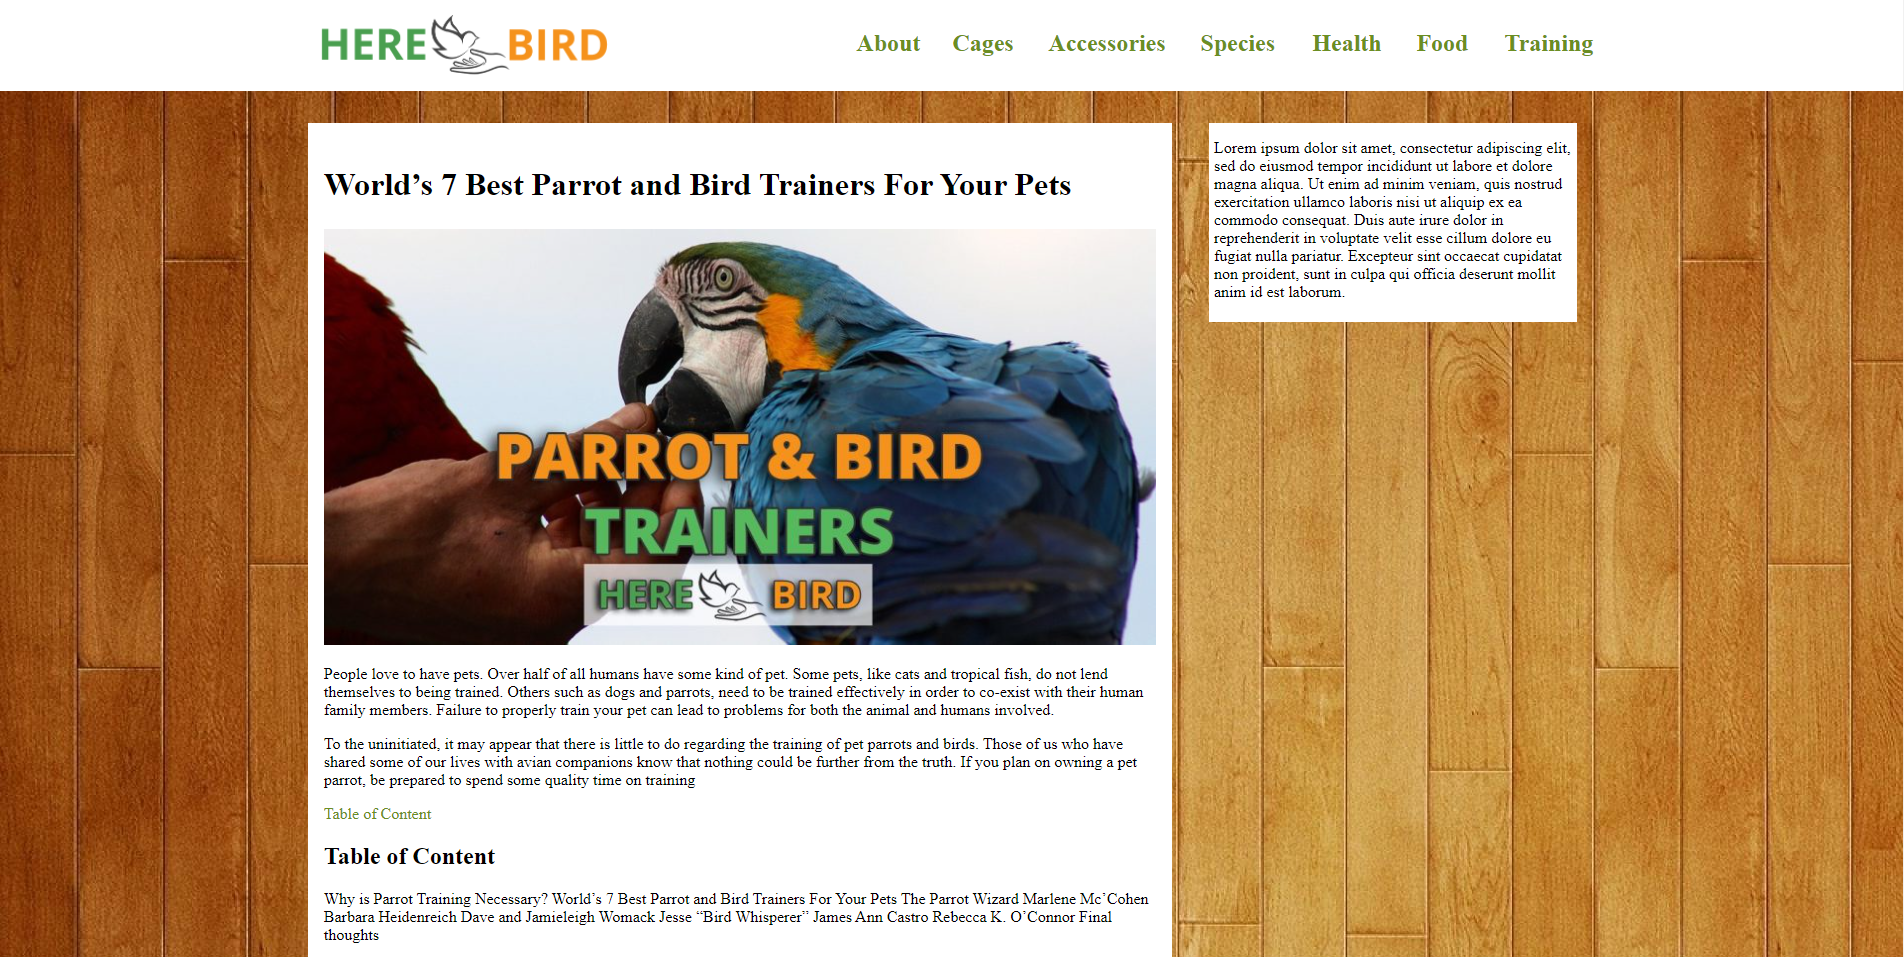 HERE BIRD
About Cages Accessories Species Health Food Training
World’s 7 Best Parrot and Bird Trainers For Your Pets
PARROT & BIRD
TRAINERS
HERE BIRD
People love to have pets. Over half of all humans have some kind of pet. Some pets, like cats and tropical fish, do not lend
themselves to being trained. Others such as dogs and parrots, need to be trained effectively in order to co-exist with their human
family members. Failure to properly train your pet can lead to problems for both the animal and humans involved.
To the uninitiated, it may appear that there is little to do regarding the training of pet parrots and birds. Those of us who have
shared some of our lives with avian companions know that nothing could be further from the truth. If you plan on owning a pet
parrot, be prepared to spend some quality time on training
Table of Content
Table of Content
Why is Parrot Training Necessary? World’s 7 Best Parrot and Bird Trainers For Your Pets The Parrot Wizard Marlene Mc’Cohen
Barbara Heidenreich Dave and Jamieleigh Womack Jesse “Bird Whisperer” James Ann Castro Rebecca K. O’Connor Final
thoughts
Lorem ipsum dolor sit amet, consectetur adipiscing elit,
sed do eiusmod tempor incididunt ut labore et dolore
magna aliqua. Ut enim ad minim veniam, quis nostrud
exercitation ullamco laboris nisi ut aliquip ex ea
commodo consequat. Duis aute irure dolor in
reprehenderit in voluptate velit esse cillum dolore eu
fugiat nulla pariatur. Excepteur sint occaecat cupidatat
non proident, sunt in culpa qui officia deserunt mollit
anim id est laborum.